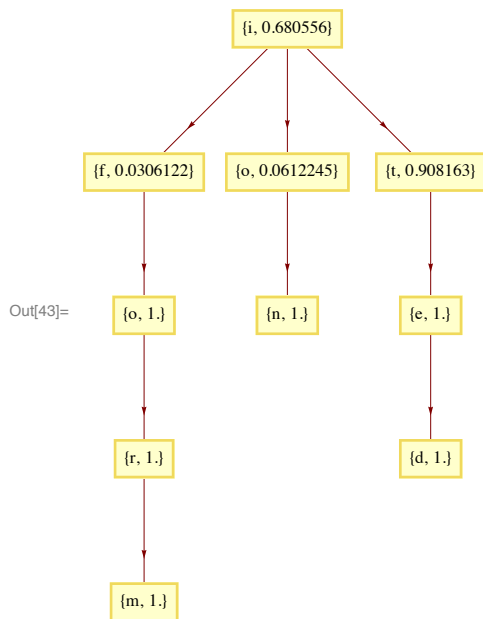 {i, 0.680556}
{f, 0.0306122} {o, 0.0612245} {t, 0.908163}
Out[43]= {o, 1.} {n, 1.} {e, 1.}
{r, 1.} {d, 1.}
{m, 1.}